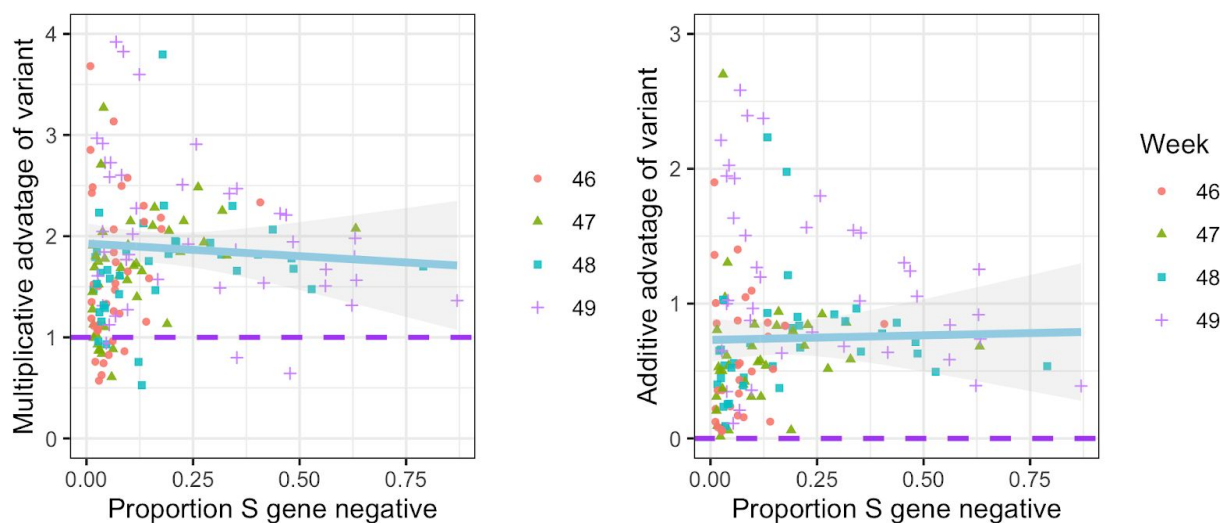 Multiplicative advatage of variant
4
3
2
1
0
0.00 0.25 0.50 0.75
Proportion S gene negative
46
47
48
49
Additive advatage of variant
3
2
1
0
0.00 0.25 0.50 0.75
Proportion S gene negative
Week
46
47
48
49